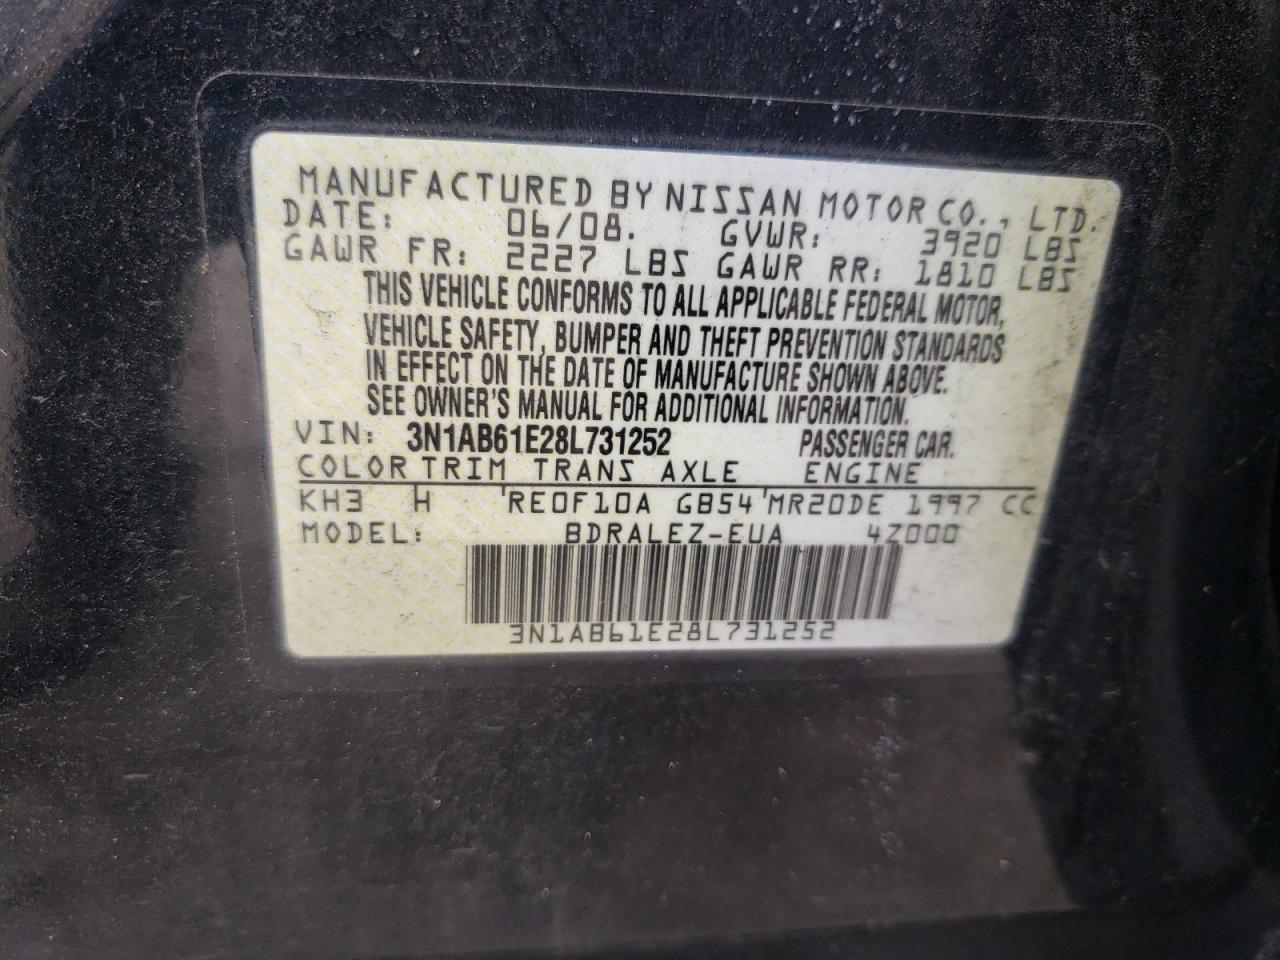 MANUFACTURED BY NISSAN MOTOR CO., LTD.
DATE: 06/08. GVWR: 3920 LBS
GAWR FR: 2227 LBS GAWR RR: 1810 LBS
THIS VEHICLE CONFORMS TO ALL APPLICABLE FEDERAL MOTOR,
VEHICLE SAFETY, BUMPER AND THEFT PREVENTION STANDARDS
IN EFFECT ON THE DATE OF MANUFACTURE SHOWN ABOVE.
SEE OWNER'S MANUAL FOR ADDITIONAL INFORMATION.
VIN: 3N1AB61E28L731252 PASSENGER CAR.
COLOR TRIM TRANS AXLE ENGINE
KH3 H 'RE0F10A GB54'MR20DE 1997 CC
MODEL: BDRALEZ-EUA 4Z000
3N1AB61E28L731252